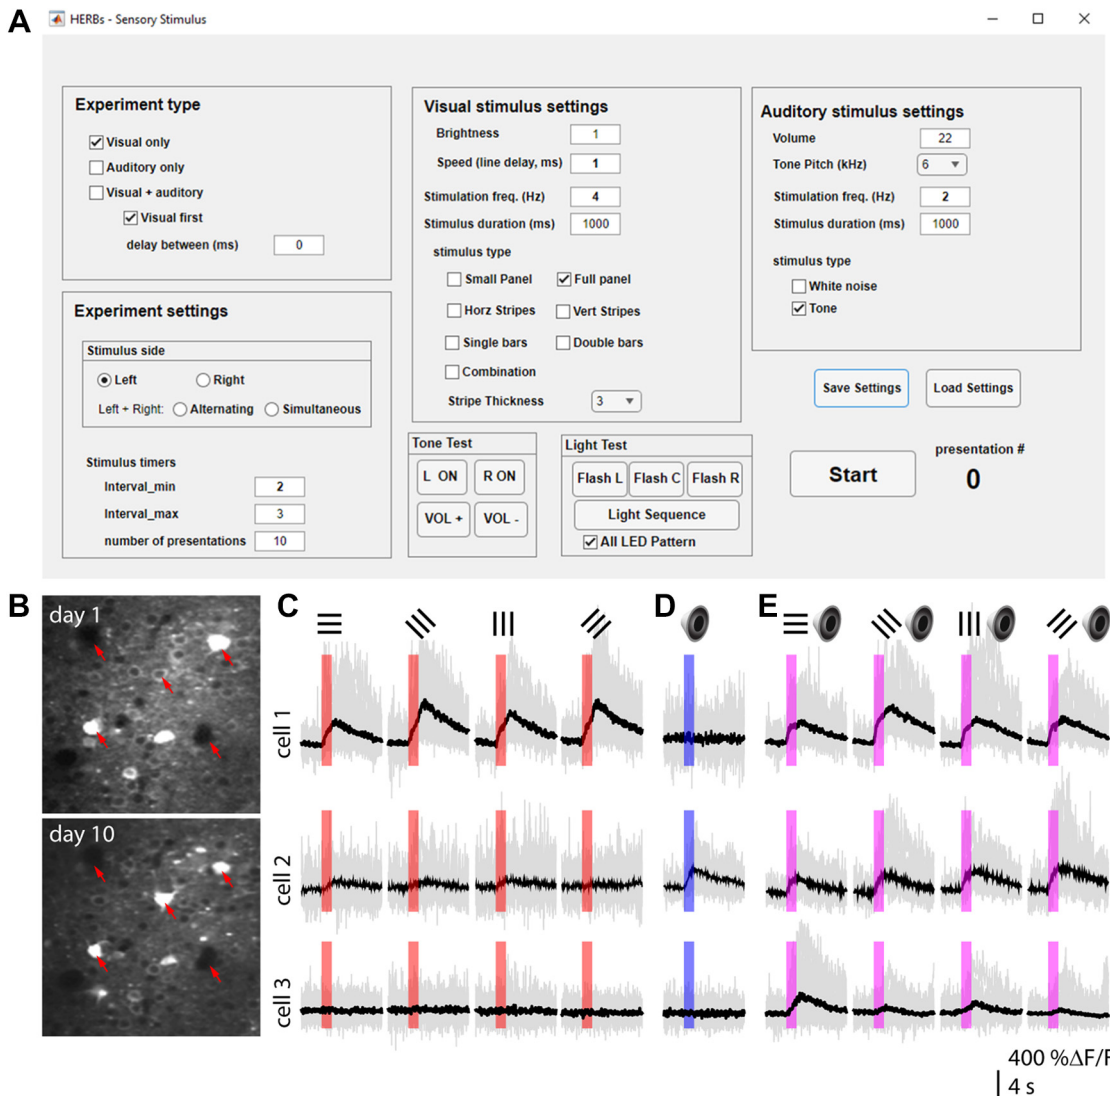 A
HERBs - Sensory Stimulus
Experiment type
Visual only
Auditory only
Visual + auditory
Visual first
delay between (ms) 0
Experiment settings
Stimulus side
Left Right
Left + Right: Alternating Simultaneous
Stimulus timers
Interval_min 2
Interval_max 3
number of presentations 10
Visual stimulus settings
Brightness 1
Speed (line delay, ms) 1
Stimulation freq. (Hz) 4
Stimulus duration (ms) 1000
stimulus type
Small Panel Full panel
Horz Stripes Vert Stripes
Single bars Double bars
Combination
Stripe Thickness 3
Tone Test
L ON R ON
VOL + VOL -
Light Test
Flash L Flash C Flash R
Light Sequence
All LED Pattern
Auditory stimulus settings
Volume 22
Tone Pitch (kHz) 6
Stimulation freq. (Hz) 2
Stimulus duration (ms) 1000
stimulus type
White noise
Tone
Save Settings Load Settings
Start
presentation #
0
B
day 1
day 10
C
D
E
cell 1
cell 2
cell 3
400 %ΔF/F
4 s